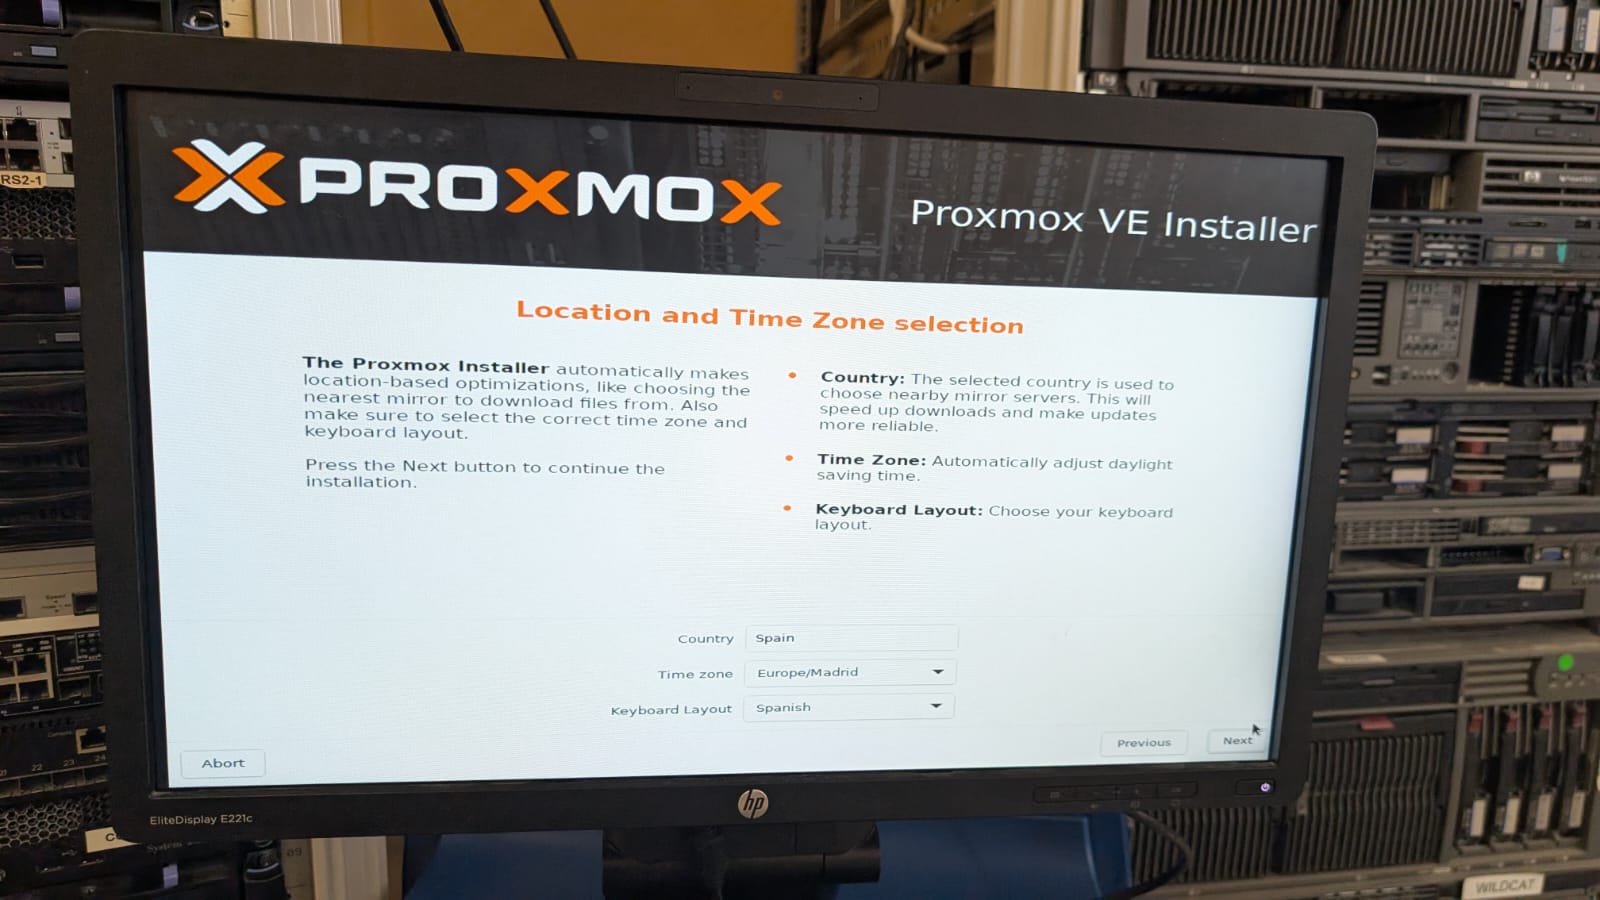 PROXMOX
Proxmox VE Installer
Location and Time Zone selection
The Proxmox Installer automatically makes
location-based optimizations, like choosing the
nearest mirror to download files from. Also
make sure to select the correct time zone and
keyboard layout.
Press the Next button to continue the
installation.
Country: The selected country is used to
choose nearby mirror servers. This will
speed up downloads and make updates
more reliable.
Time Zone: Automatically adjust daylight
saving time.
Keyboard Layout: Choose your keyboard
layout.
Country Spain
Time zone Europe/Madrid
Keyboard Layout Spanish
Abort
Previous
Next
EliteDisplay E221c
hp
RS2-1
22 23 24
09
WILDCAT